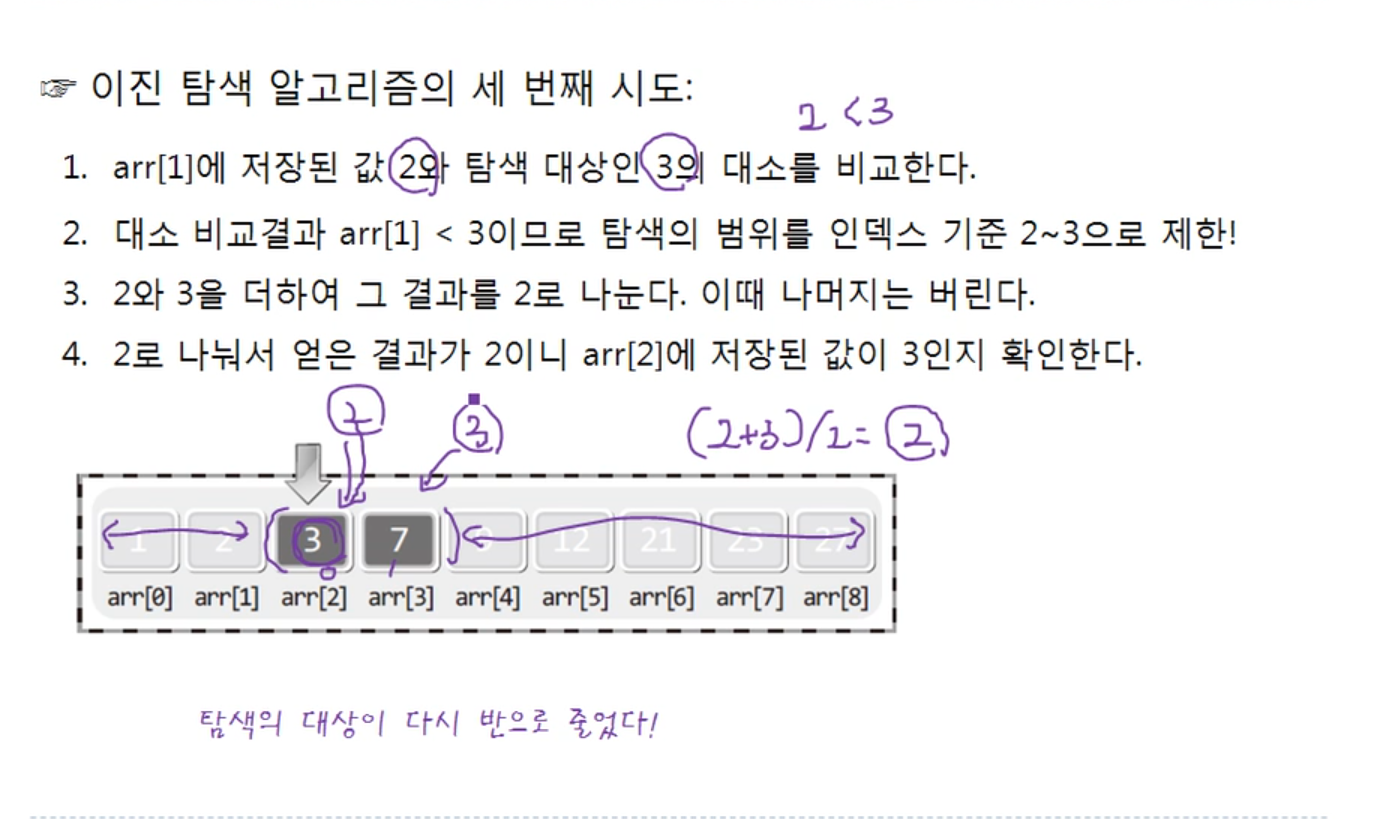 ☞ 이진 탐색 알고리즘의 세 번째 시도:
2 < 3
1. arr[1]에 저장된 값 2와 탐색 대상인 3의 대소를 비교한다.
2. 대소 비교결과 arr[1] < 3이므로 탐색의 범위를 인덱스 기준 2~3으로 제한!
3. 2와 3을 더하여 그 결과를 2로 나눈다. 이때 나머지는 버린다.
4. 2로 나눠서 얻은 결과가 2이니 arr[2]에 저장된 값이 3인지 확인한다.
2 3 (2+3)/2= 2
1 2 3 7 9 12 21 23 27
arr[0] arr[1] arr[2] arr[3] arr[4] arr[5] arr[6] arr[7] arr[8]
탐색의 대상이 다시 반으로 줄었다!